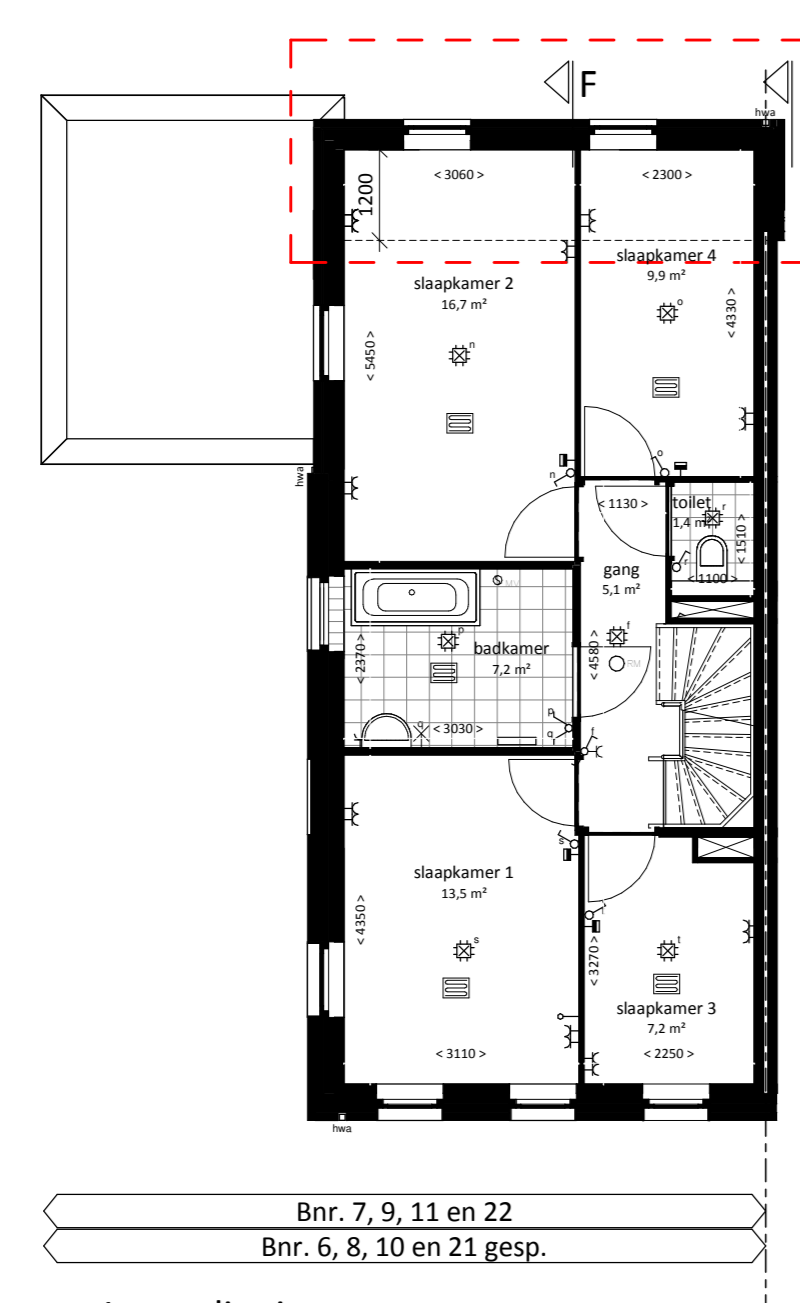 F
hwa
1200
< 3060 >
< 2300 >
slaapkamer 4
9,9 m²
slaapkamer 2
16,7 m²
o
< 4330 >
< 5450 >
n
o
n
hwa
< 1130 >
toilet
r
1,4 m
< 1510 >
r
gang
5,1 m²
< 1100 >
MV
f
p
badkamer
7,2 m²
< 2370 >
< 4580 >
RM
p
q
< 3030 >
q
f
s
slaapkamer 1
13,5 m²
t
< 4350 >
s
t
< 3270 >
slaapkamer 3
7,2 m²
< 3110 >
< 2250 >
hwa
Bnr. 7, 9, 11 en 22
Bnr. 6, 8, 10 en 21 gesp.